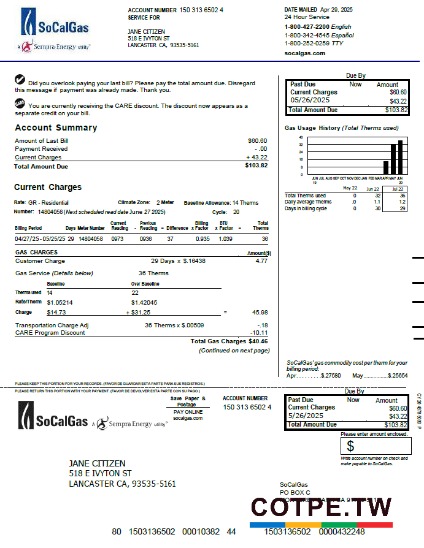 SoCalGas
A Sempra Energy utility
ACCOUNT NUMBER 150 313 6502 4
SERVICE FOR
JANE CITIZEN
518 E IVYTON ST
LANCASTER CA, 93535-5161
DATE MAILED Apr 29, 2025
24 Hour Service
1-800-427-2200 English
1-800-342-4545 Español
1-800-252-0259 TTY
socalgas.com
Did you overlook paying your last bill? Please pay the total amount due. Disregard
this message if payment was already made. Thank you.
You are currently receiving the CARE discount. The discount now appears as a
separate credit on your bill.
Due By
Past Due Now Amount
Current Charges $60.60
05/26/2025 $43.22
Total Amount Due $103.82
Account Summary
Amount of Last Bill $60.60
Payment Received - .00
Current Charges + 43.22
Total Amount Due $103.82
Gas Usage History (Total Therms used)
May 22 Jun 22 Jul 22
Total Therms used 0 32 36
Daily average Therms .0 1.1 1.2
Days in billing cycle 0 30 29
Current Charges
Rate: GR - Residential Climate Zone: 2 Meter Baseline Allowance: 14 Therms
Number: 14804058 (Next scheduled read date June 27 2025) Cycle: 20
Billing Period Days Meter Number Current Reading - Previous Reading = Difference x Billing Factor x BTU Factor = Total Therms
04/27/25 - 05/25/25 29 14804058 0973 0936 37 0.935 1.039 36
GAS CHARGES Amount($)
Customer Charge 29 Days x $.16438 4.77
Gas Service (Details below) 36 Therms
Baseline Over Baseline
Therms used 14 22
Rate/Therm $1.05214 $1.42045
Charge $14.73 + $31.25 = 45.98
Transportation Charge Adj 36 Therms x $.00509 -.18
CARE Program Discount -10.11
Total Gas Charges $40.46
(Continued on next page)
SoCalGas' gas commodity cost per therm for your
billing period:
Apr $.27680 May $.25664
PLEASE KEEP THIS PORTION FOR YOUR RECORDS. (FAVOR DE GUARDAR ESTA PARTE PARA SUS REGISTROS.)
PLEASE RETURN THIS PORTION WITH YOUR PAYMENT. (FAVOR DE DEVOLVER ESTA PARTE CON SU PAGO.)
SoCalGas
A Sempra Energy utility
Save Paper &
Postage
PAY ONLINE
socalgas.com
ACCOUNT NUMBER
150 313 6502 4
Due By
Past Due Now Amount
Current Charges $60.60
5/26/2025 $43.22
Total Amount Due $103.82
Please enter amount enclosed.
$
Write account number on check and
make payable to SoCalGas.
JANE CITIZEN
518 E IVYTON ST
LANCASTER CA, 93535-5161
SoCalGas
PO BOX C
COTPE.TW
80 1503136502 00010382 44 1503136502 0000432248